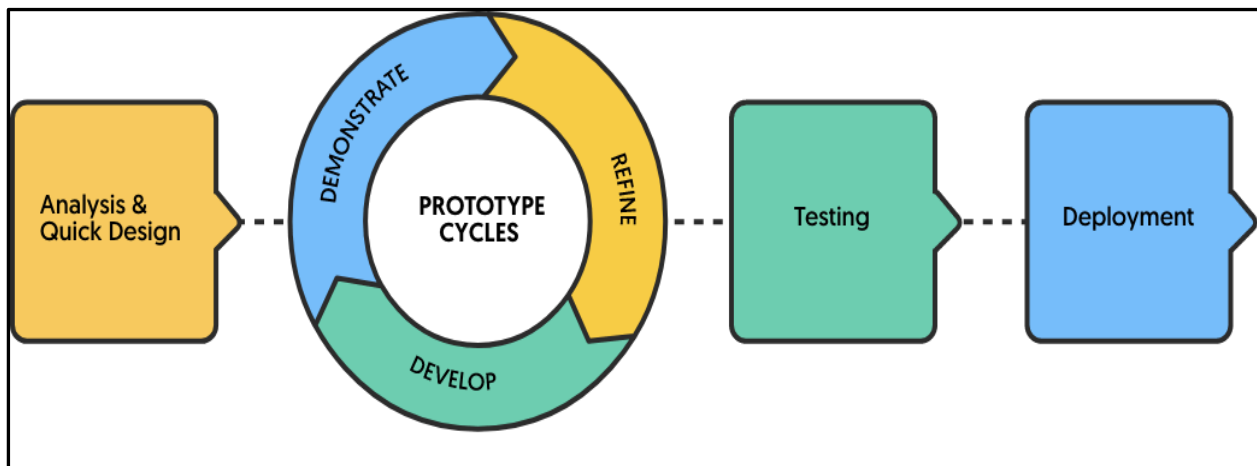 Analysis &
Quick Design
DEMONSTRATE
REFINE
DEVELOP
PROTOTYPE
CYCLES
Testing
Deployment